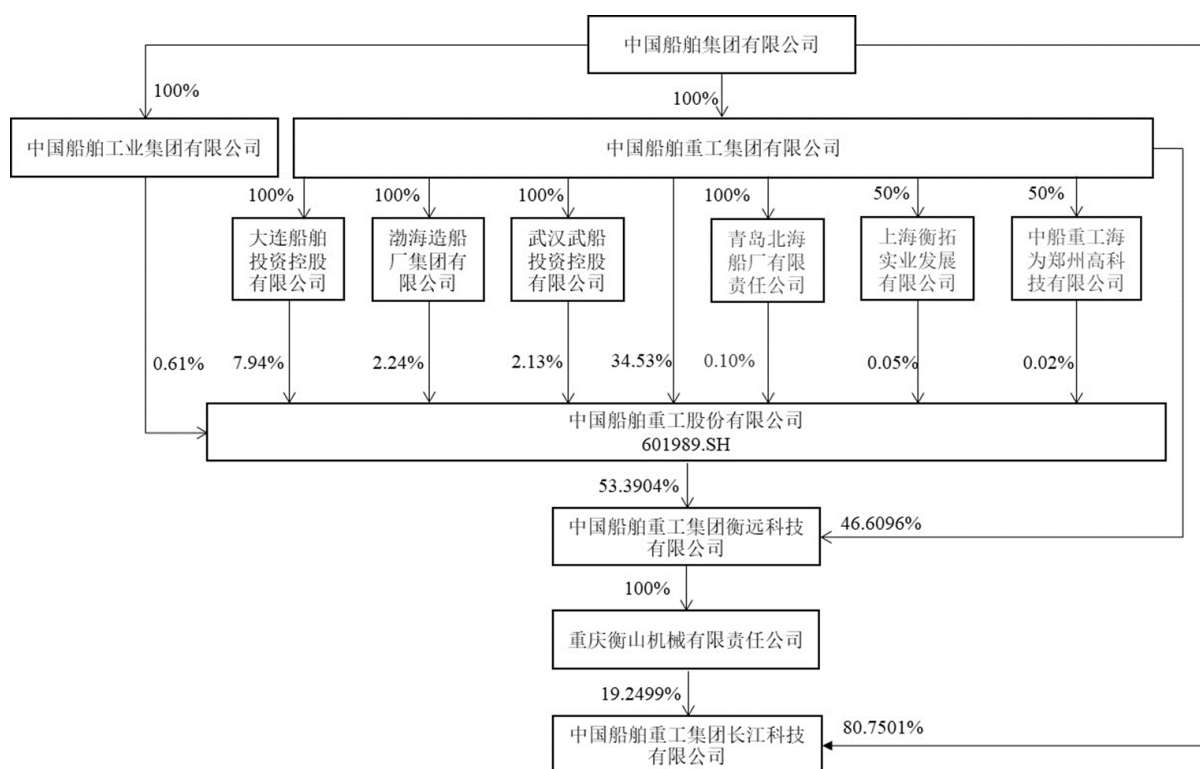 中国船舶集团有限公司
100%
100%
中国船舶工业集团有限公司
中国船舶重工集团有限公司
100%
100%
100%
100%
50%
50%
大连船舶
投资控股
有限公司
渤海造船
厂集团有
限公司
武汉武船
投资控股
有限公司
青岛北海
船厂有限
责任公司
上海衡拓
实业发展
有限公司
中船重工海
为郑州高科
技有限公司
0.61%
7.94%
2.24%
2.13%
34.53%
0.10%
0.05%
0.02%
中国船舶重工股份有限公司
601989.SH
53.3904%
中国船舶重工集团衡远科技
有限公司
46.6096%
100%
重庆衡山机械有限责任公司
19.2499%
中国船舶重工集团长江科技
有限公司
80.7501%